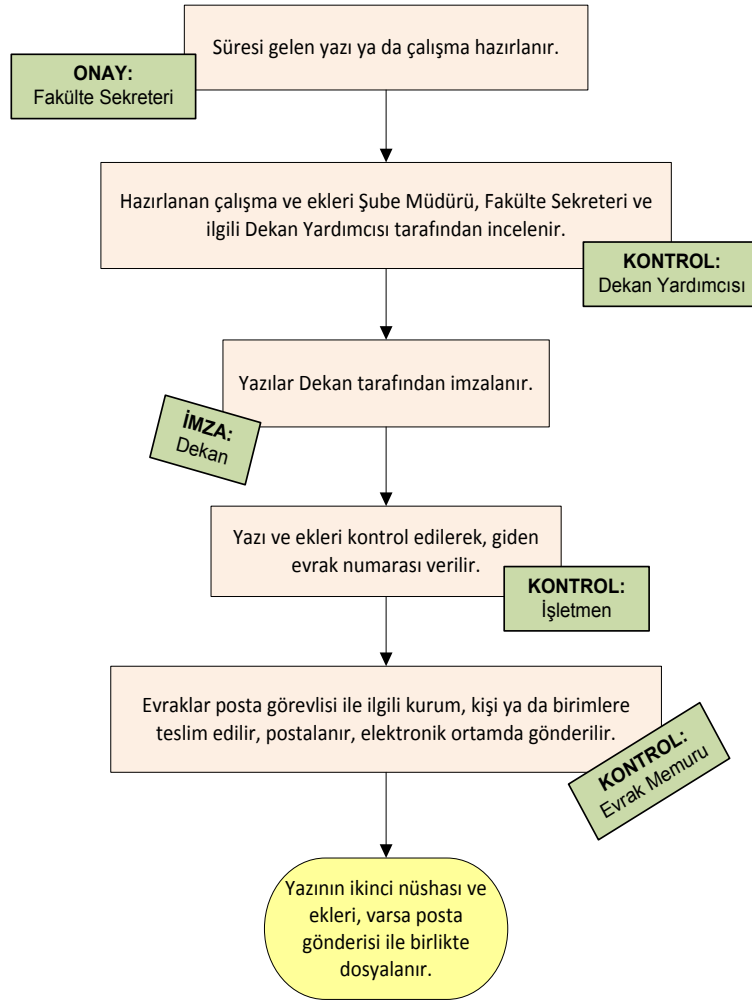 Süresi gelen yazı ya da çalışma hazırlanır.
ONAY:
Fakülte Sekreteri
Hazırlanan çalışma ve ekleri Şube Müdürü, Fakülte Sekreteri ve
ilgili Dekan Yardımcısı tarafından incelenir.
KONTROL:
Dekan Yardımcısı
Yazılar Dekan tarafından imzalanır.
İMZA:
Dekan
Yazı ve ekleri kontrol edilerek, giden
evrak numarası verilir.
KONTROL:
İşletmen
Evraklar posta görevlisi ile ilgili kurum, kişi ya da birimlere
teslim edilir, postalanır, elektronik ortamda gönderilir.
KONTROL:
Evrak Memuru
Yazının ikinci nüshası ve
ekleri, varsa posta
gönderisi ile birlikte
dosyalanır.